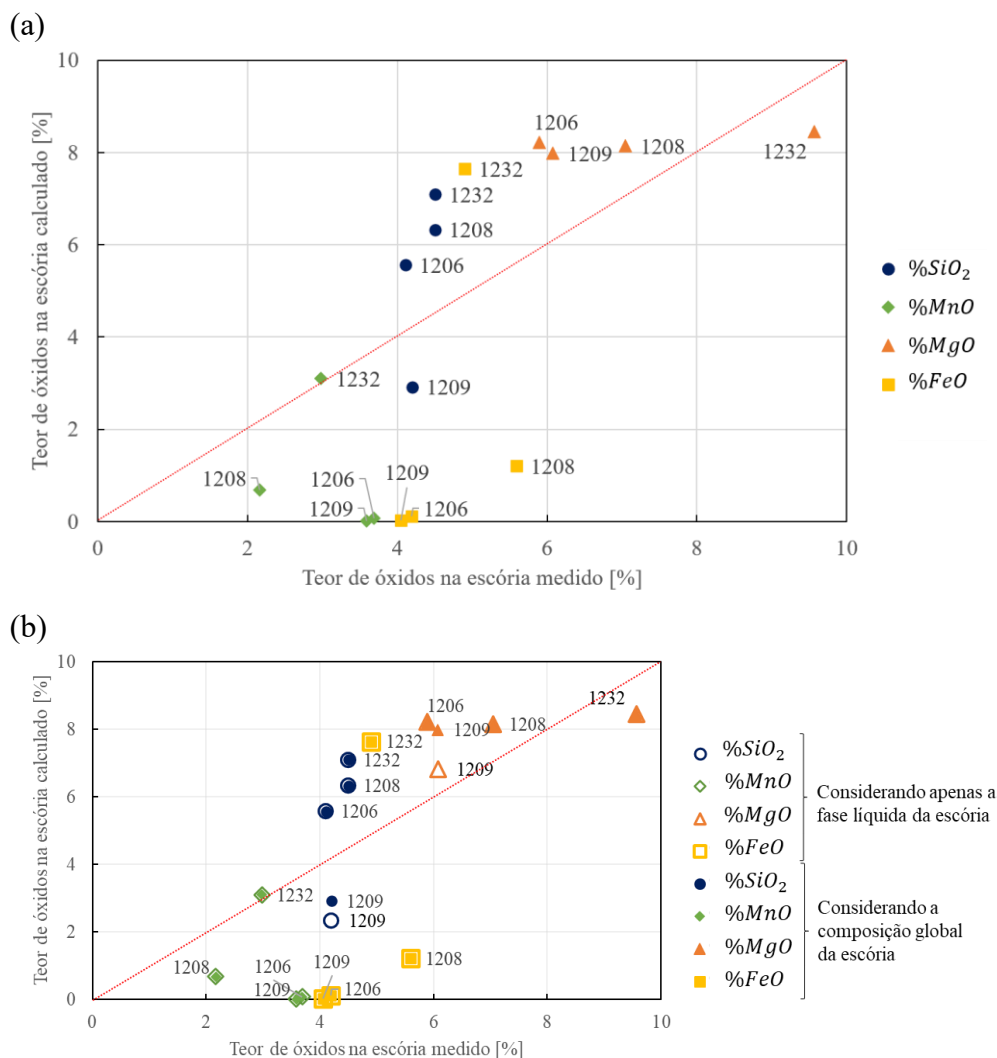 (a)
Teor de óxidos na escória calculado [%]
10
8
6
4
2
0
1206
1209
1208
1232
1232
1232
1208
1206
1209
1232
1208
1206
1209
1209
1206
1208
0 2 4 6 8 10
Teor de óxidos na escória medido [%]
%SiO₂
%MnO
%MgO
%FeO
(b)
Teor de óxidos na escória calculado [%]
10
8
6
4
2
0
1206
1209
1208
1232
1232
1209
1232
1208
1206
1232
1209
1209
1208
1206
1209
1209
1206
1208
0 2 4 6 8 10
Teor de óxidos na escória medido [%]
%SiO₂
%MnO
%MgO
%FeO
Considerando apenas a
fase líquida da escória
%SiO₂
%MnO
%MgO
%FeO
Considerando a
composição global
da escória